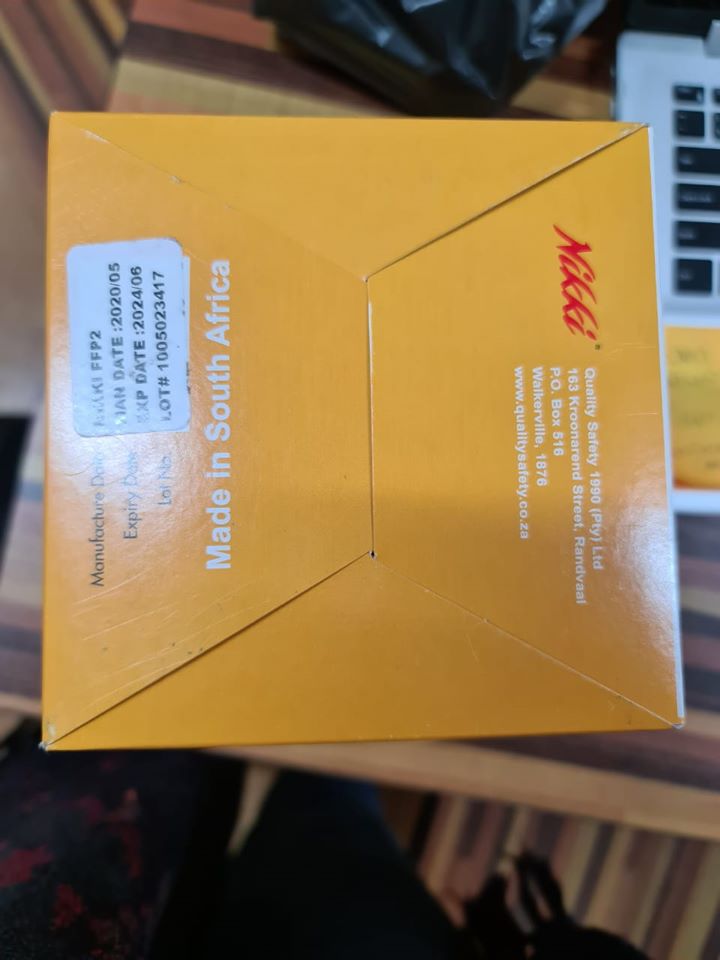 Nikki®
Quality Safety 1990 (Pty) Ltd
163 Kroonarend Street, Randvaal
P.O. Box 516
Walkerville, 1876
www.qualitysafety.co.za
FFP2
MAN DATE :2020/05
EXP DATE :2024/06
LOT# 1005023417
Manufacture Date
Expiry Date
Lot No.
Made in South Africa